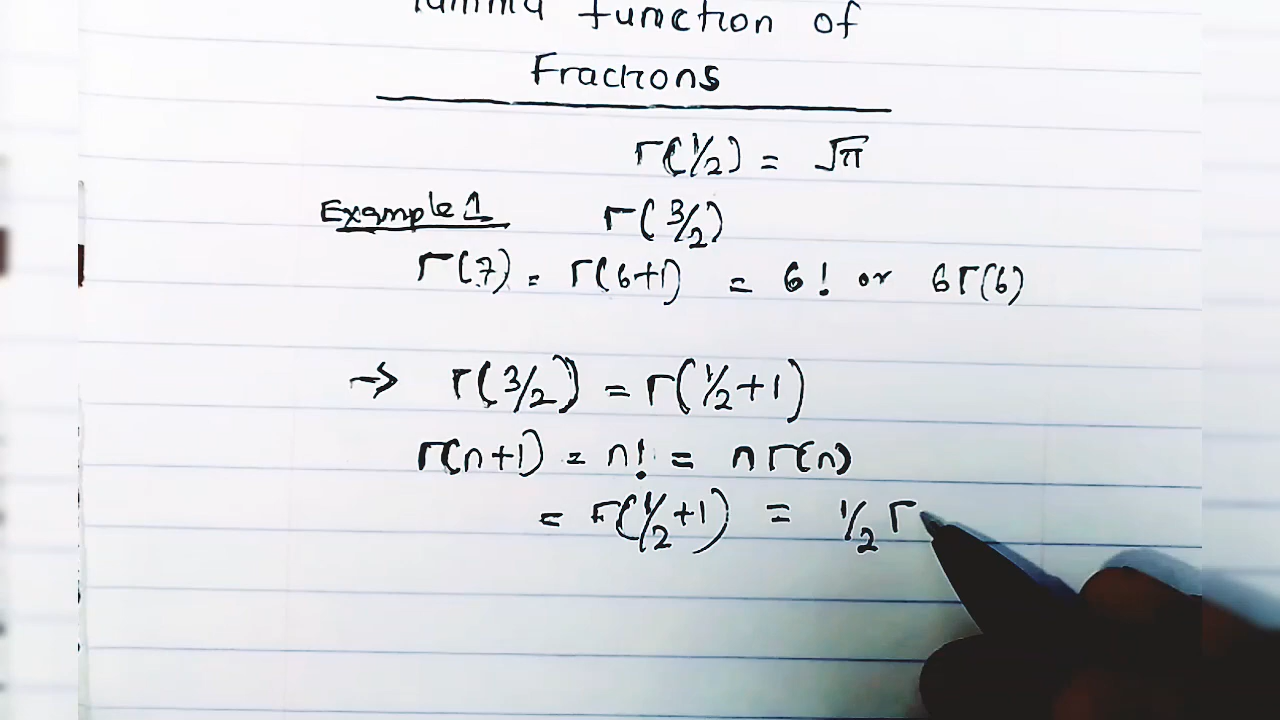 function of
Fractions
Γ(1/2) = √π
Example 1 Γ(3/2)
Γ(7) = Γ(6+1) = 6! or 6Γ(6)
→ Γ(3/2) = Γ(1/2+1)
Γ(n+1) = n! = nΓ(n)
= Γ(1/2+1) = 1/2 Γ